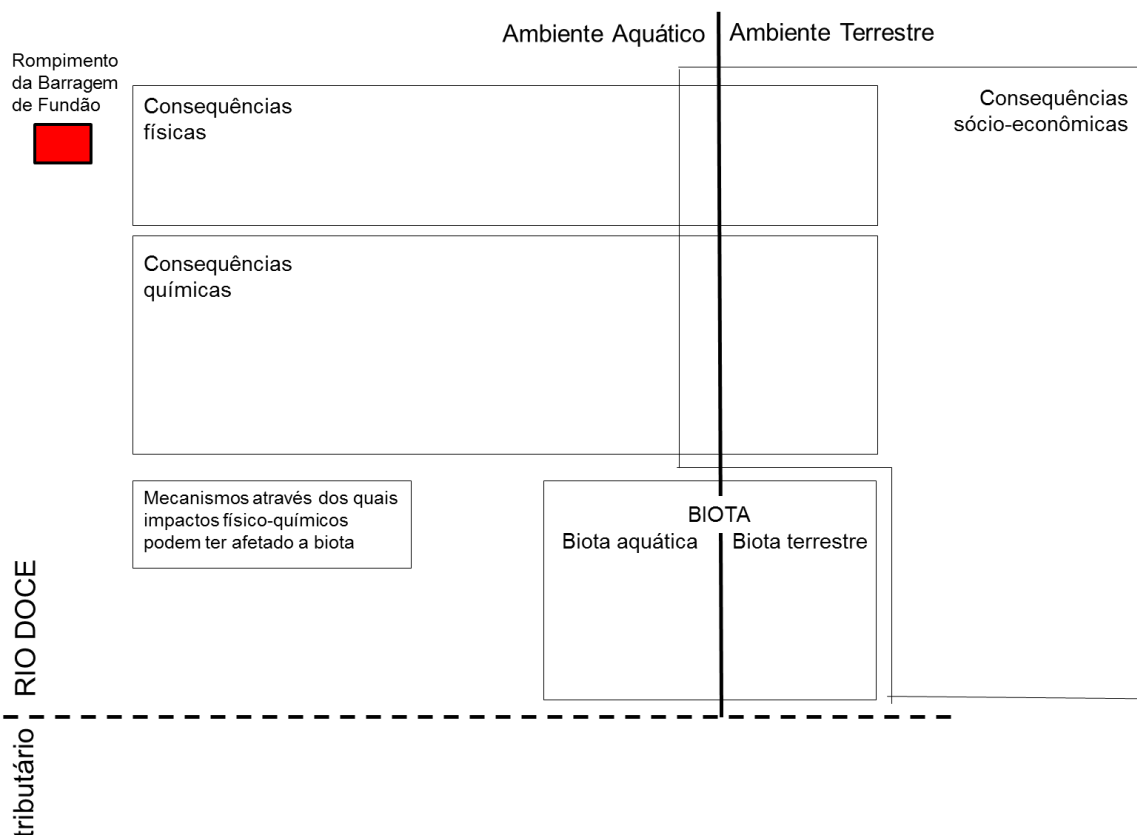 Ambiente Aquático
Ambiente Terrestre
Rompimento
da Barragem
de Fundão
Consequências
físicas
Consequências
sócio-econômicas
Consequências
químicas
Mecanismos através dos quais
impactos físico-químicos
podem ter afetado a biota
BIOTA
Biota aquática
Biota terrestre
RIO DOCE
tributário